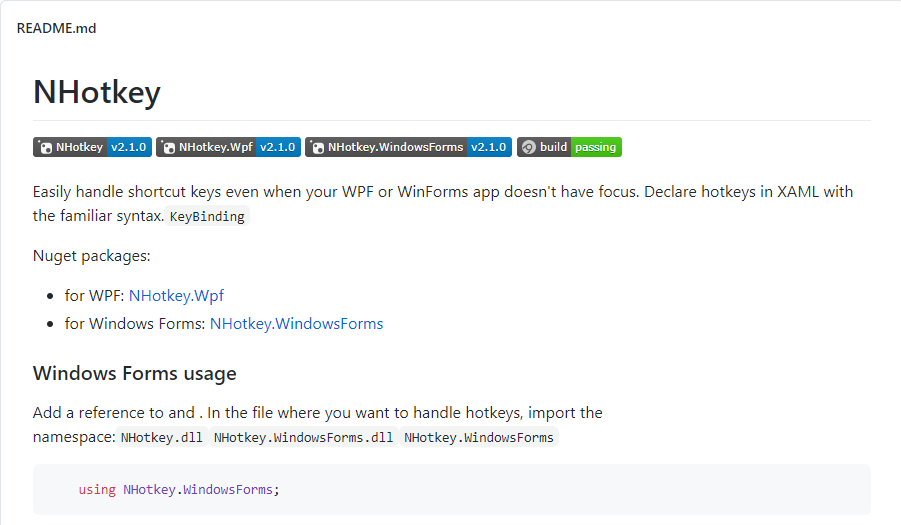 README.md
NHotkey
NHotkey v2.1.0 NHotkey.Wpf v2.1.0 NHotkey.WindowsForms v2.1.0 build passing
Easily handle shortcut keys even when your WPF or WinForms app doesn't have focus. Declare hotkeys in XAML with
the familiar syntax. KeyBinding
Nuget packages:
• for WPF: NHotkey.Wpf
• for Windows Forms: NHotkey.WindowsForms
Windows Forms usage
Add a reference to and . In the file where you want to handle hotkeys, import the
namespace: NHotkey.dll NHotkey.WindowsForms.dll NHotkey.WindowsForms
using NHotkey.WindowsForms;